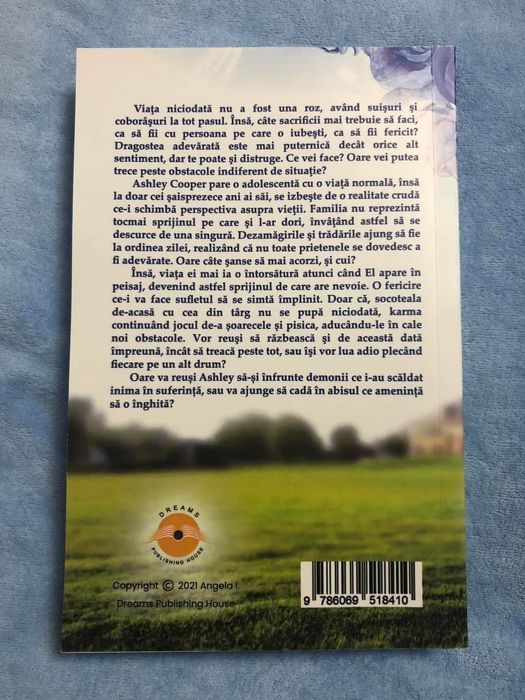 Viața niciodată nu a fost una roz, având suișuri și
coborâșuri la tot pasul. Însă, câte sacrificii mai trebuie să faci,
ca să fii cu persoana pe care o iubești, ca să fii fericit?
Dragostea adevărată este mai puternică decât orice alt
sentiment, dar te poate și distruge. Ce vei face? Oare vei putea
trece peste obstacole indiferent de situație?
Ashley Cooper pare o adolescentă cu o viață normală, însă
la doar cei șaisprezece ani ai săi, se izbește de o realitate crudă
ce-i schimbă perspectiva asupra vieții. Familia nu reprezintă
tocmai sprijinul pe care și l-ar dori, învățând astfel să se
descurce de una singură. Dezamăgirile și trădările ajung să fie
la ordinea zilei, realizând că nu toate prietenele se dovedesc a
fi adevărate. Oare câte șanse să mai acorzi, și cui?
Însă, viața ei mai ia o întorsătură atunci când El apare în
peisaj, devenind astfel sprijinul de care are nevoie. O fericire
ce-i va face sufletul să se simtă împlinit. Doar că, socoteala
de-acasă cu cea din târg nu se pupă niciodată, karma
continuând jocul de-a șoarecele și pisica, aducându-le în cale
noi obstacole. Vor reuși să răzbească și de această dată
împreună, încât să treacă peste tot, sau își vor lua adio plecând
fiecare pe un alt drum?
Oare va reuși Ashley să-și înfrunte demonii ce i-au scăldat
inima în suferință, sau va ajunge să cadă în abisul ce amenință
să o înghită?
DREAMS
PUBLISHING HOUSE
Copyright © 2021 Angela I.
Dreams Publishing House
9 786069 518410